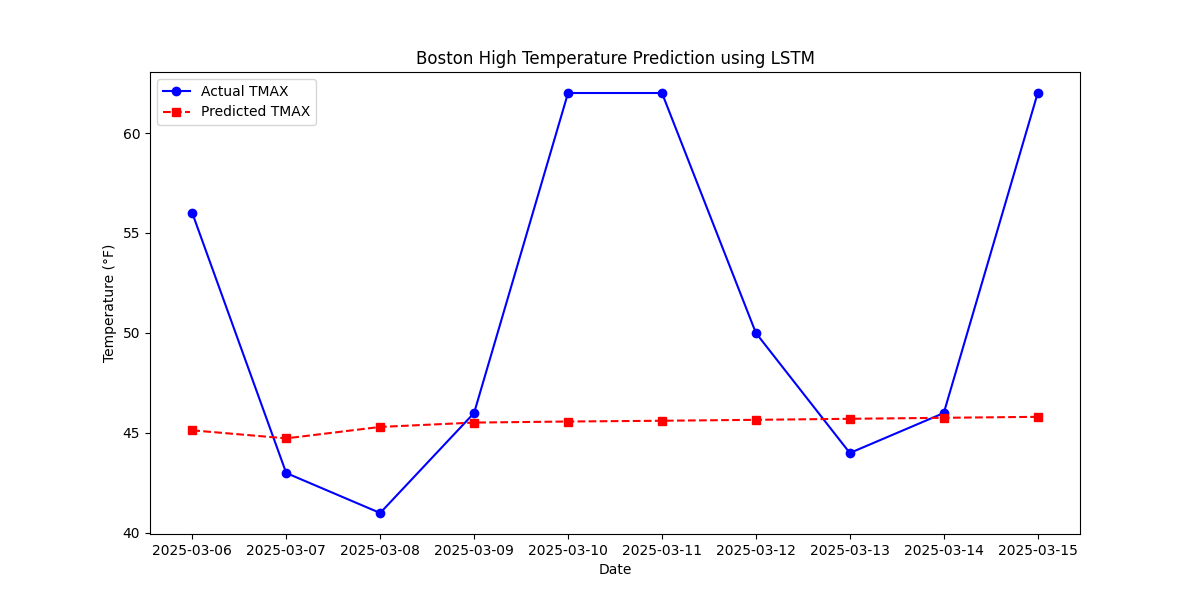 Boston High Temperature Prediction using LSTM
Actual TMAX
Predicted TMAX
Temperature (°F)
60
55
50
45
40
2025-03-06 2025-03-07 2025-03-08 2025-03-09 2025-03-10 2025-03-11 2025-03-12 2025-03-13 2025-03-14 2025-03-15
Date